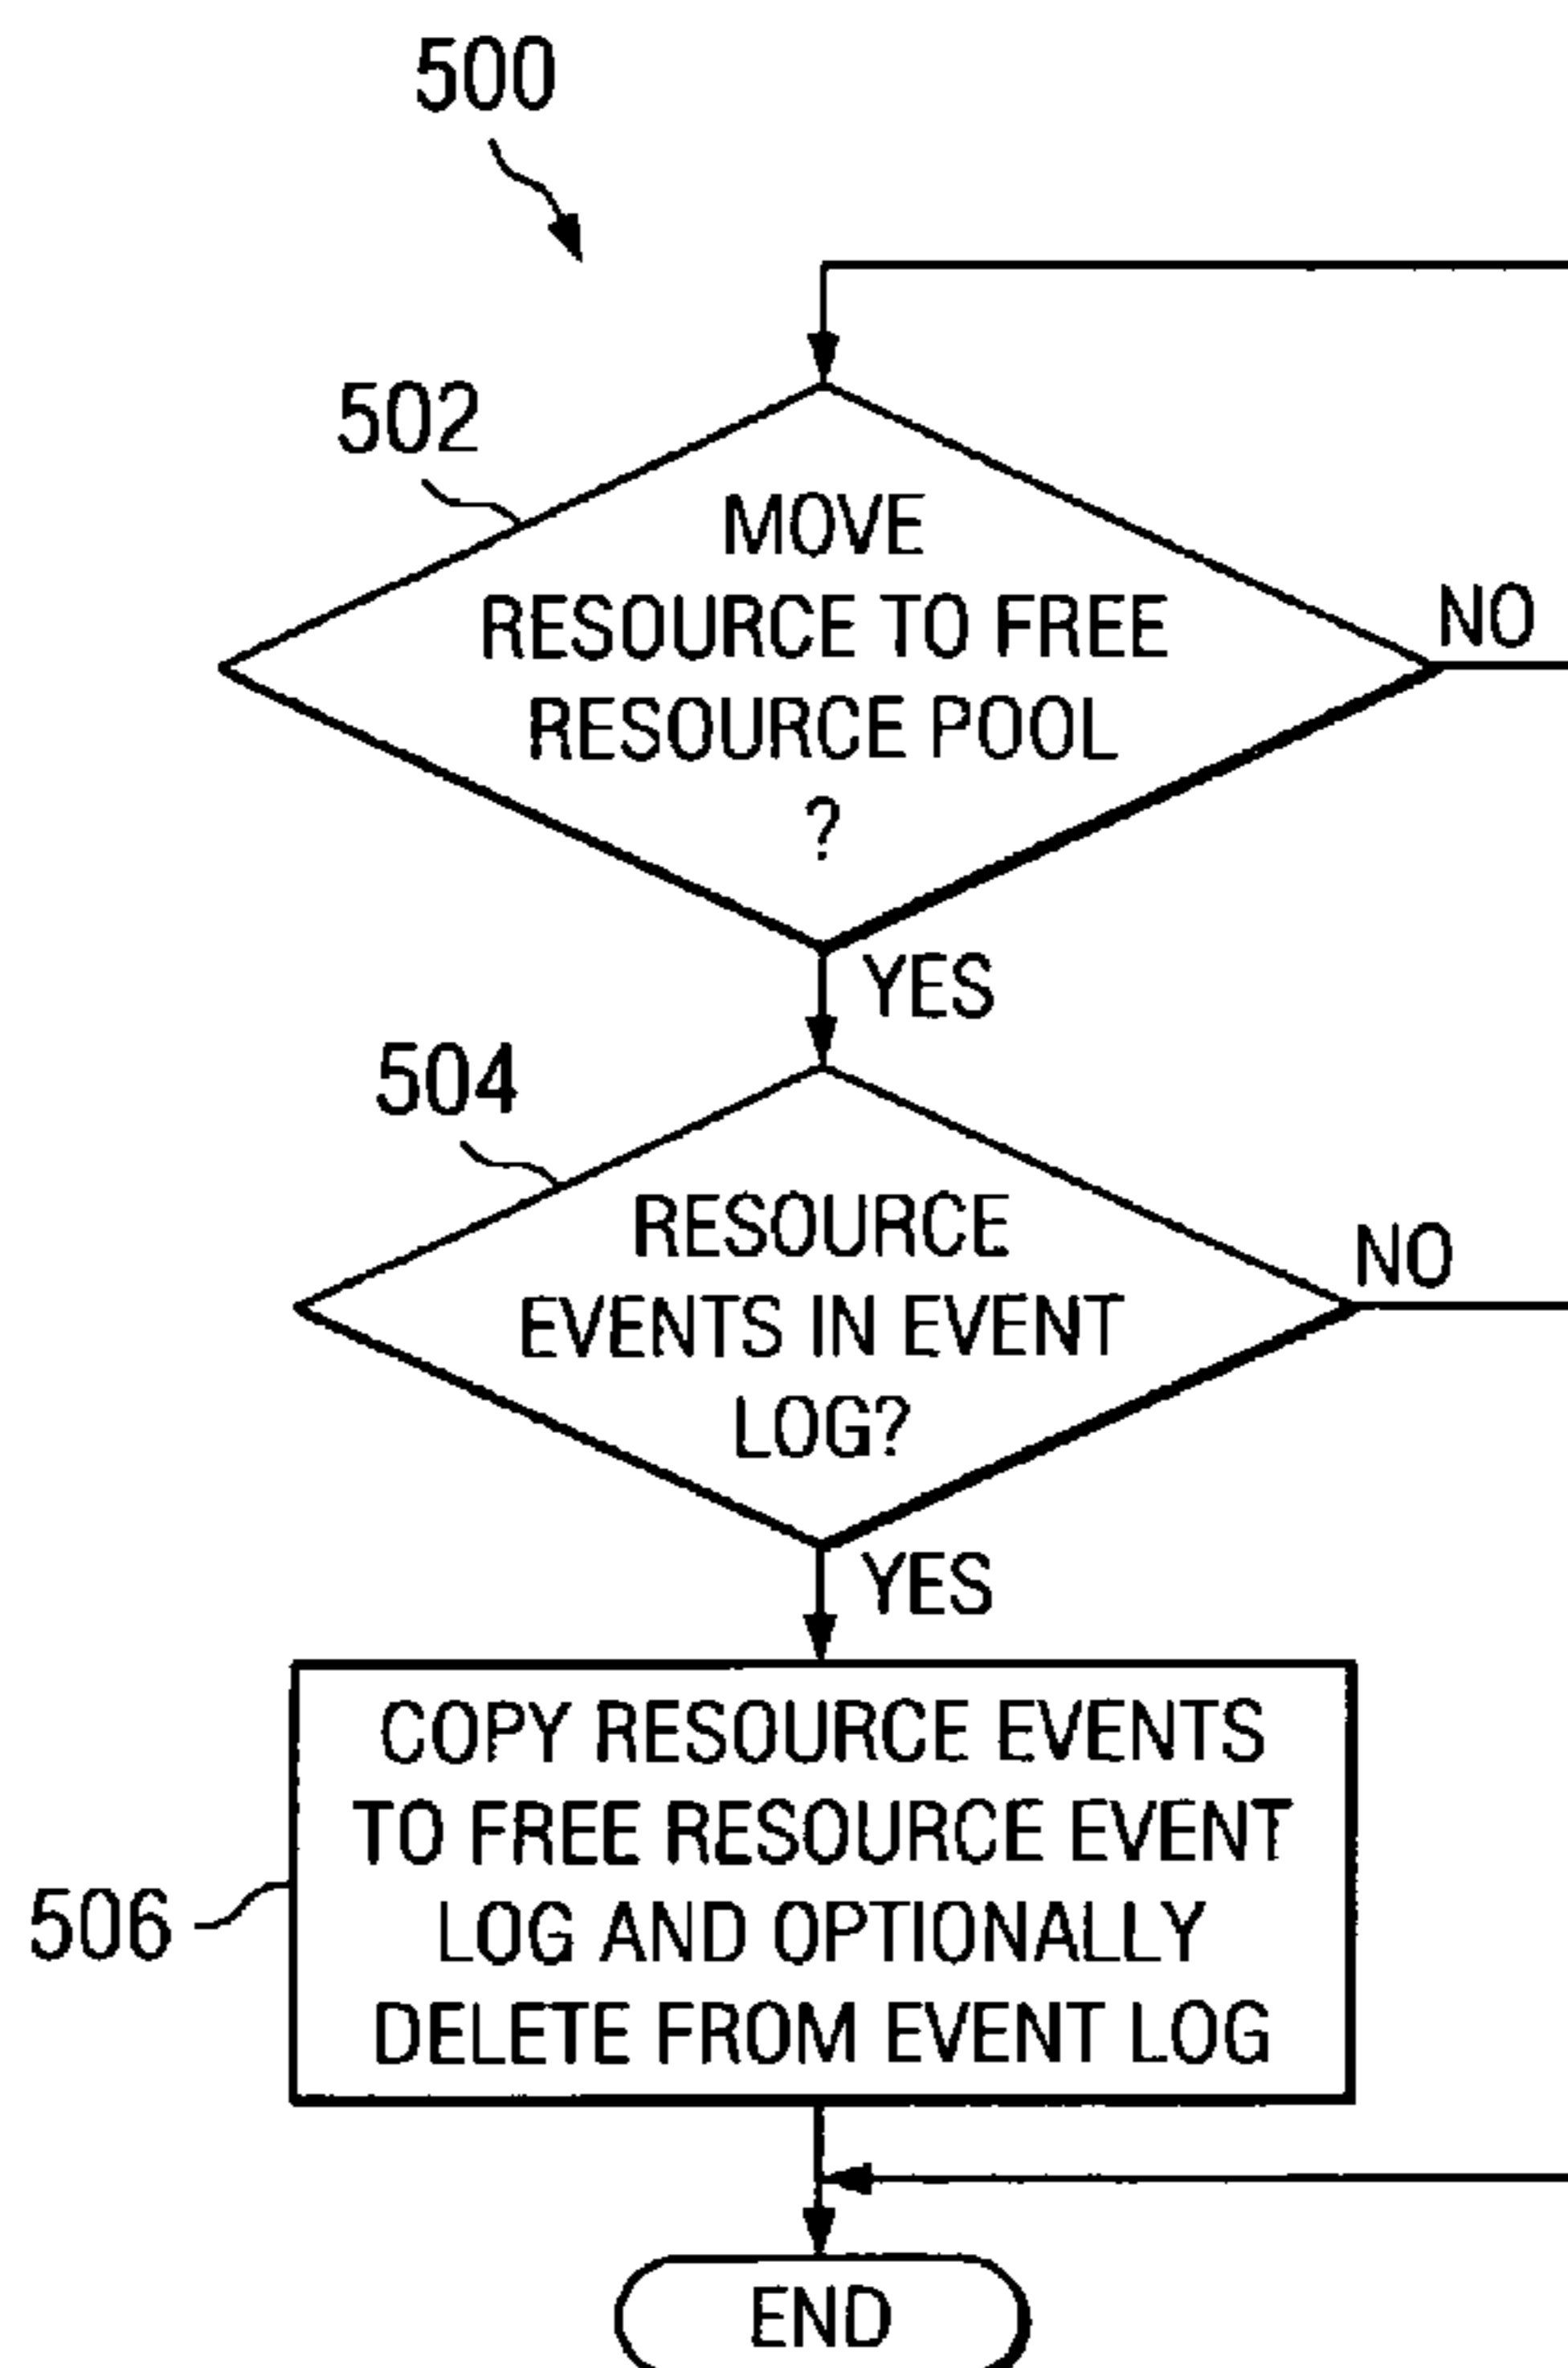 500
502
MOVE
RESOURCE TO FREE
RESOURCE POOL
?
NO
YES
504
RESOURCE
EVENTS IN EVENT
LOG?
NO
YES
506
COPY RESOURCE EVENTS
TO FREE RESOURCE EVENT
LOG AND OPTIONALLY
DELETE FROM EVENT LOG
END